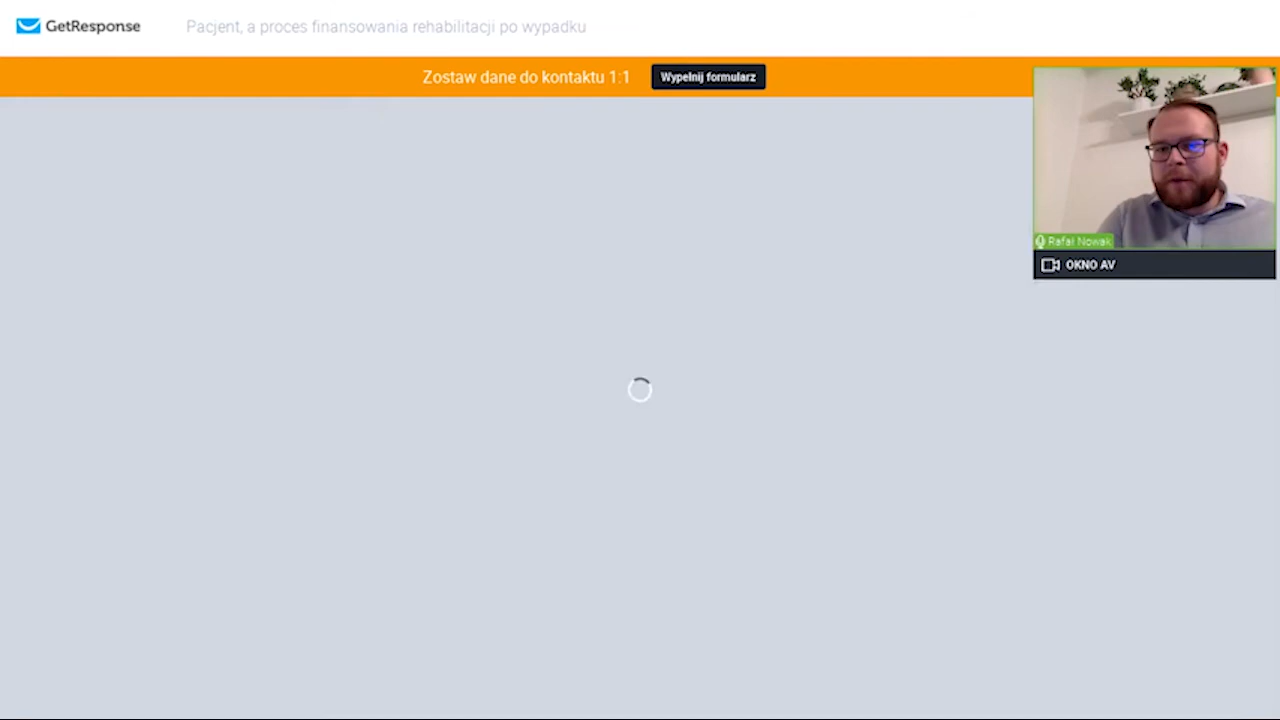 GetResponse
Pacjent, a proces finansowania rehabilitacji po wypadku
Zostaw dane do kontaktu 1:1
Wypełnij formularz
Rafał Nowak
OKNO AV